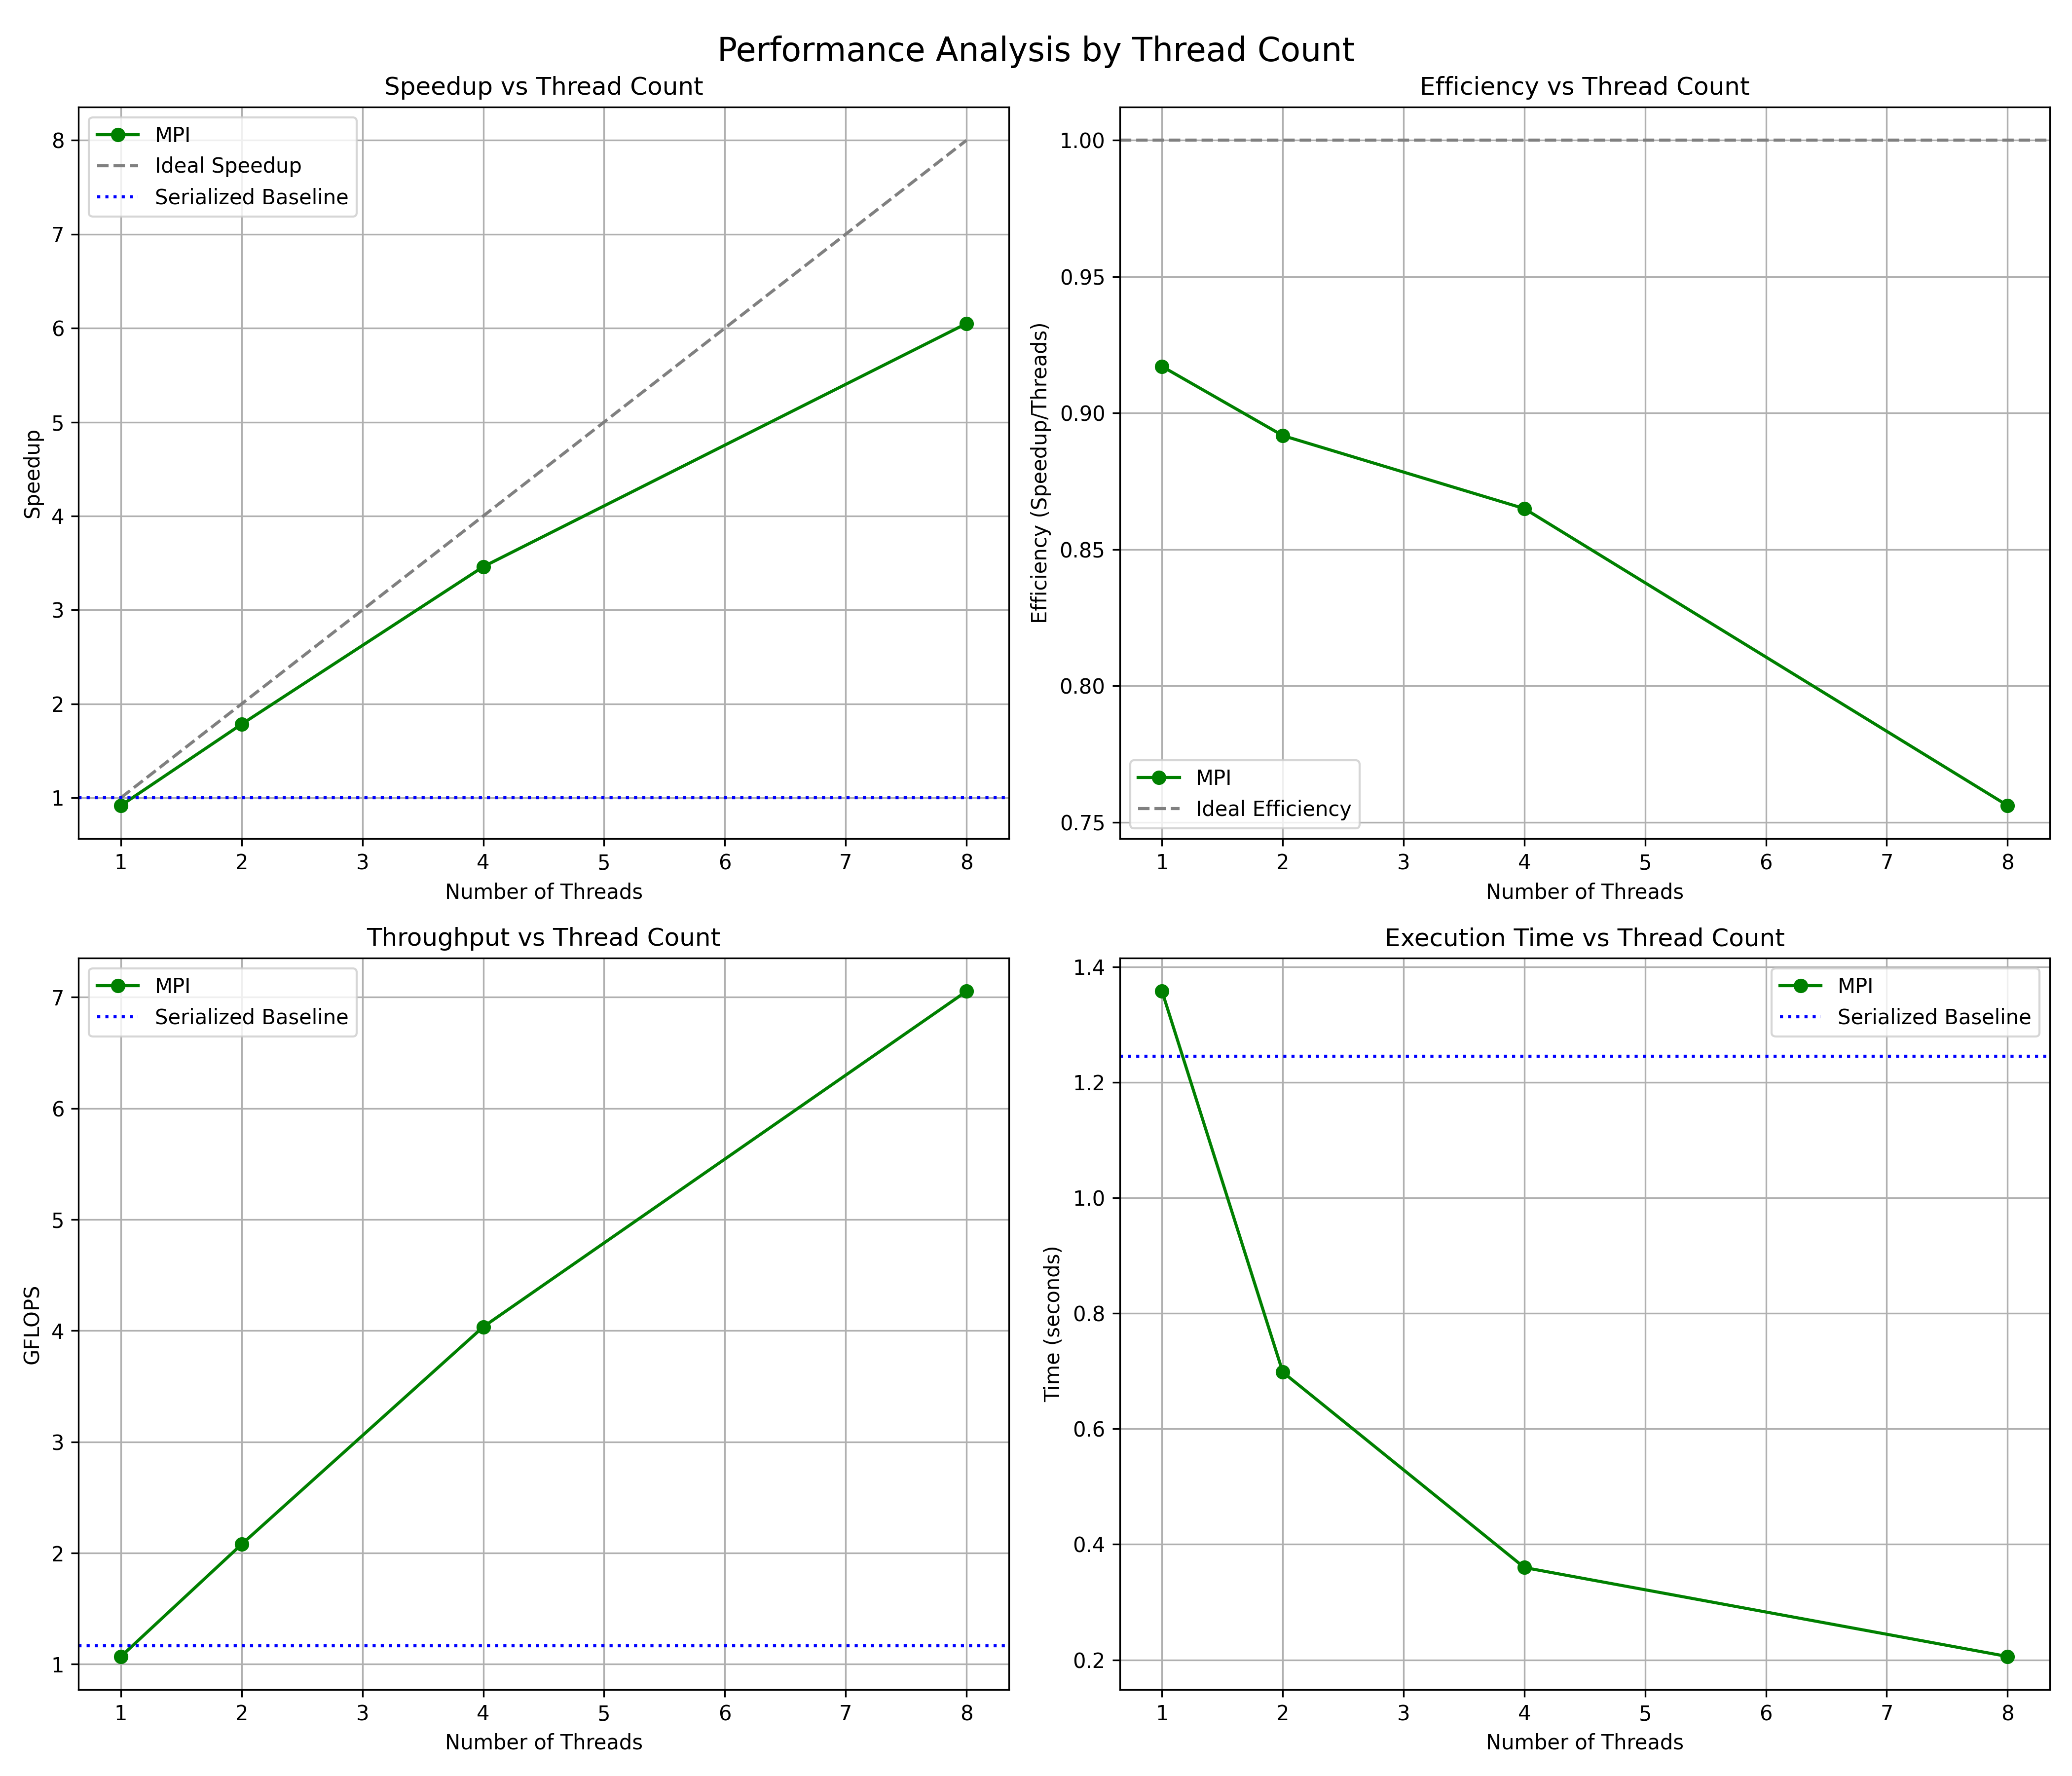 Performance Analysis by Thread Count
Speedup vs Thread Count
MPI
Ideal Speedup
Serialized Baseline
8
7
6
5
4
3
2
1
Speedup
1 2 3 4 5 6 7 8
Number of Threads
Efficiency vs Thread Count
1.00
0.95
0.90
0.85
0.80
0.75
Efficiency (Speedup/Threads)
MPI
Ideal Efficiency
1 2 3 4 5 6 7 8
Number of Threads
Throughput vs Thread Count
MPI
Serialized Baseline
7
6
5
4
3
2
1
GFLOPS
1 2 3 4 5 6 7 8
Number of Threads
Execution Time vs Thread Count
MPI
Serialized Baseline
1.4
1.2
1.0
0.8
0.6
0.4
0.2
Time (seconds)
1 2 3 4 5 6 7 8
Number of Threads